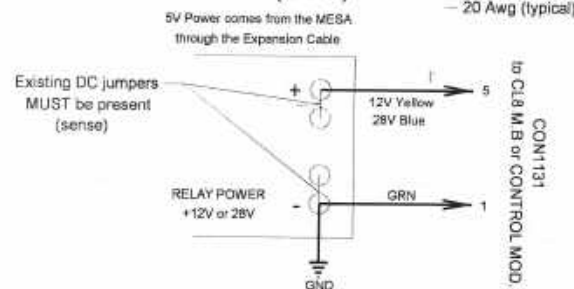 — 20 Awg (typical)
5V Power comes from the MESA
through the Expansion Cable
Existing DC jumpers
MUST be present
(sense)
+
12V Yellow
28V Blue
5
RELAY POWER
+12V or 28V
-
GRN
1
GND
CON1131
to CL8 M.B or CONTROL MOD.